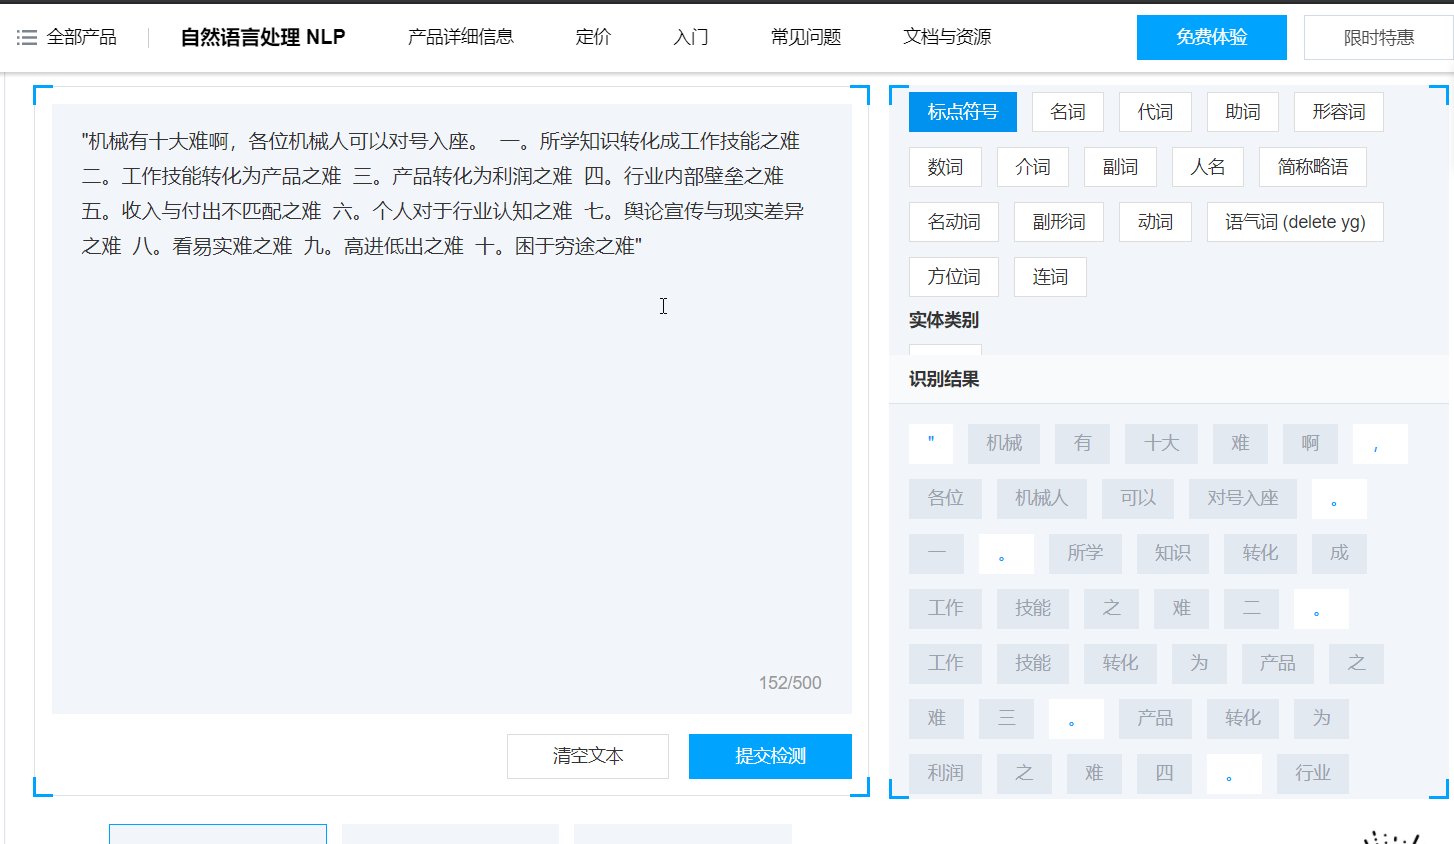 全部产品 自然语言处理 NLP 产品详细信息 定价 入门 常见问题 文档与资源 免费体验 限时特惠
"机械有十大难啊，各位机械人可以对号入座。 一。所学知识转化成工作技能之难
二。工作技能转化为产品之难 三。产品转化为利润之难 四。行业内部壁垒之难
五。收入与付出不匹配之难 六。个人对于行业认知之难 七。舆论宣传与现实差异
之难 八。看易实难之难 九。高进低出之难 十。困于穷途之难"
152/500
清空文本 提交检测
标点符号 名词 代词 助词 形容词
数词 介词 副词 人名 简称略语
名动词 副形词 动词 语气词 (delete yg)
方位词 连词
实体类别
识别结果
" 机械 有 十大 难 啊 ，
各位 机械人 可以 对号入座 。
一 。 所学 知识 转化 成
工作 技能 之 难 二 。
工作 技能 转化 为 产品 之
难 三 。 产品 转化 为
利润 之 难 四 。 行业